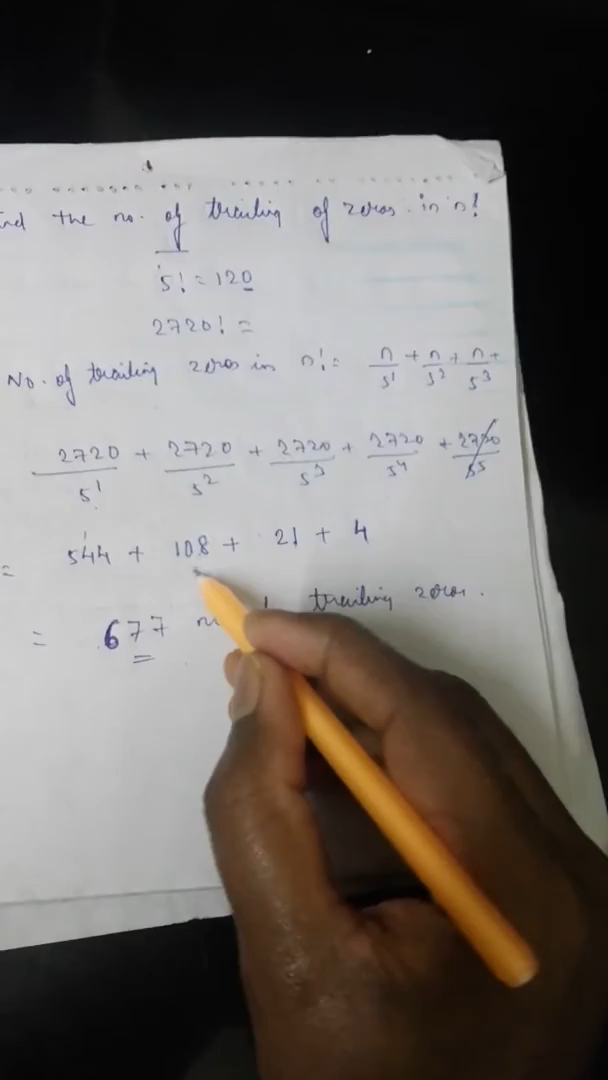 the no. of trailing of zeros in n!
5! = 120
2720! =
No. of trailing zeros in n! = n/5¹ + n/5² + n/5³ +
2720/5¹ + 2720/5² + 2720/5³ + 2720/5⁴ + 2720/55
= 544 + 108 + 21 + 4
= 677 trailing zeros.